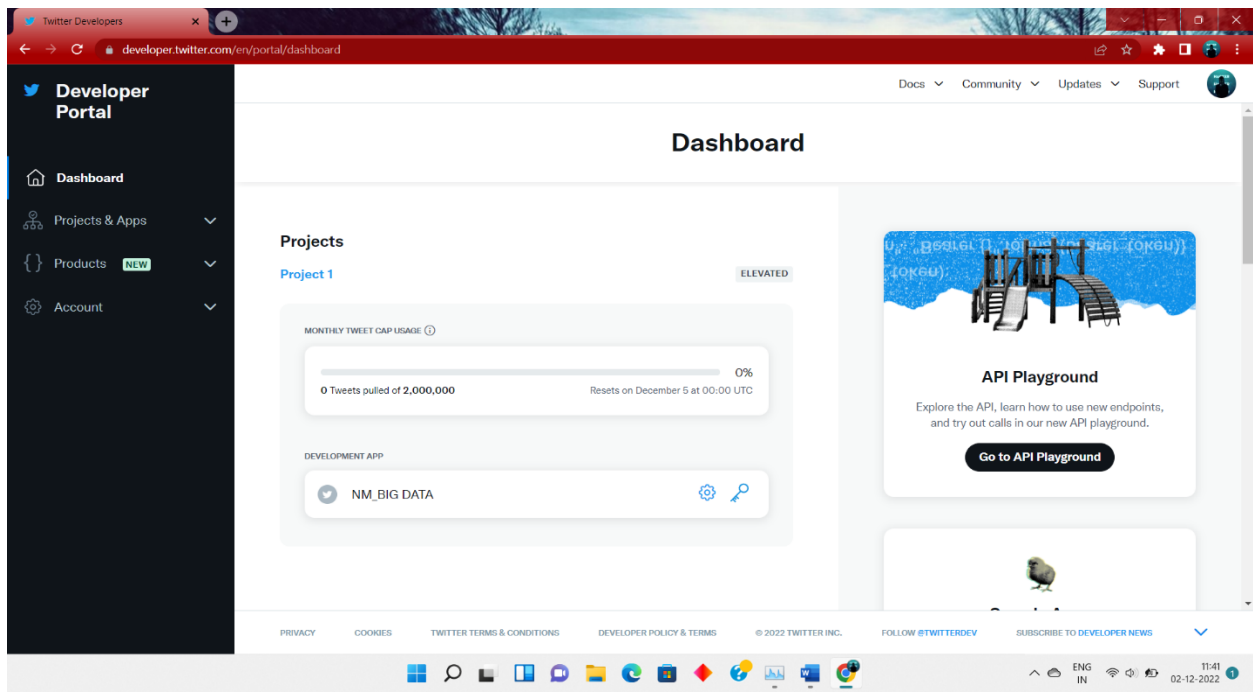 Twitter Developers
developer.twitter.com/en/portal/dashboard
Developer
Portal
Docs
Community
Updates
Support
Dashboard
Dashboard
Projects & Apps
Products NEW
Account
Projects
Project 1
ELEVATED
MONTHLY TWEET CAP USAGE
0%
0 Tweets pulled of 2,000,000
Resets on December 5 at 00:00 UTC
DEVELOPMENT APP
NM_BIG DATA
API Playground
Explore the API, learn how to use new endpoints,
and try out calls in our new API playground.
Go to API Playground
PRIVACY
COOKIES
TWITTER TERMS & CONDITIONS
DEVELOPER POLICY & TERMS
© 2022 TWITTER INC.
FOLLOW @TWITTERDEV
SUBSCRIBE TO DEVELOPER NEWS
ENG
IN
11:41
02-12-2022
1